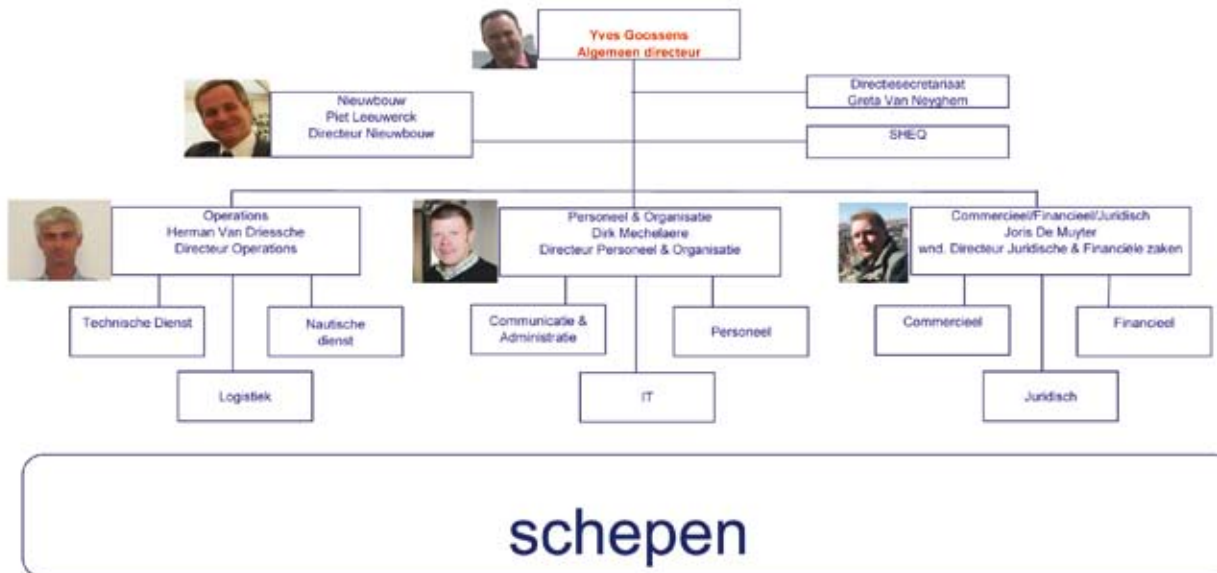 Yves Goossens
Algemeen directeur
Directiesecretariaat
Greta Van Neyghem
Nieuwbouw
Piet Leeuwerck
Directeur Nieuwbouw
SHEQ
Operations
Herman Van Driessche
Directeur Operations
Personeel & Organisatie
Dirk Mechelaere
Directeur Personeel & Organisatie
Commercieel/Financieel/Juridisch
Joris De Muyter
wnd. Directeur Juridische & Financiële zaken
Technische Dienst
Nautische
dienst
Communicatie &
Administratie
Personeel
Commercieel
Financieel
Logistiek
IT
Juridisch
schepen